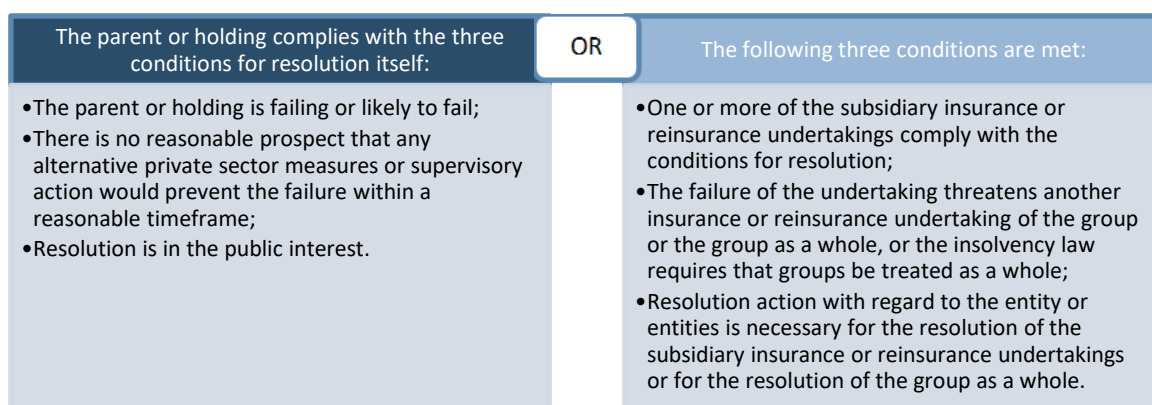 The parent or holding complies with the three
conditions for resolution itself:
•The parent or holding is failing or likely to fail;
•There is no reasonable prospect that any
alternative private sector measures or supervisory
action would prevent the failure within a
reasonable timeframe;
•Resolution is in the public interest.
OR
The following three conditions are met:
•One or more of the subsidiary insurance or
reinsurance undertakings comply with the
conditions for resolution;
•The failure of the undertaking threatens another
insurance or reinsurance undertaking of the group
or the group as a whole, or the insolvency law
requires that groups be treated as a whole;
•Resolution action with regard to the entity or
entities is necessary for the resolution of the
subsidiary insurance or reinsurance undertakings
or for the resolution of the group as a whole.